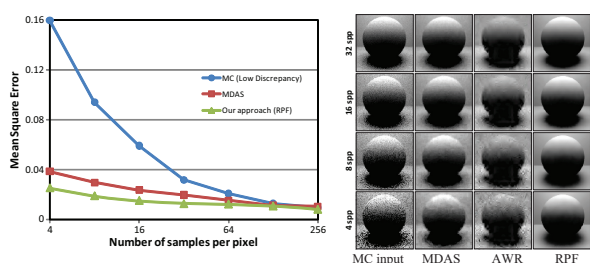 0.16
0.12
0.08
0.04
0
Mean Square Error
MC (Low Discrepancy)
MDAS
Our approach (RPF)
4
16
64
256
Number of samples per pixel
32 spp
16 spp
8 spp
4 spp
MC input
MDAS
AWR
RPF